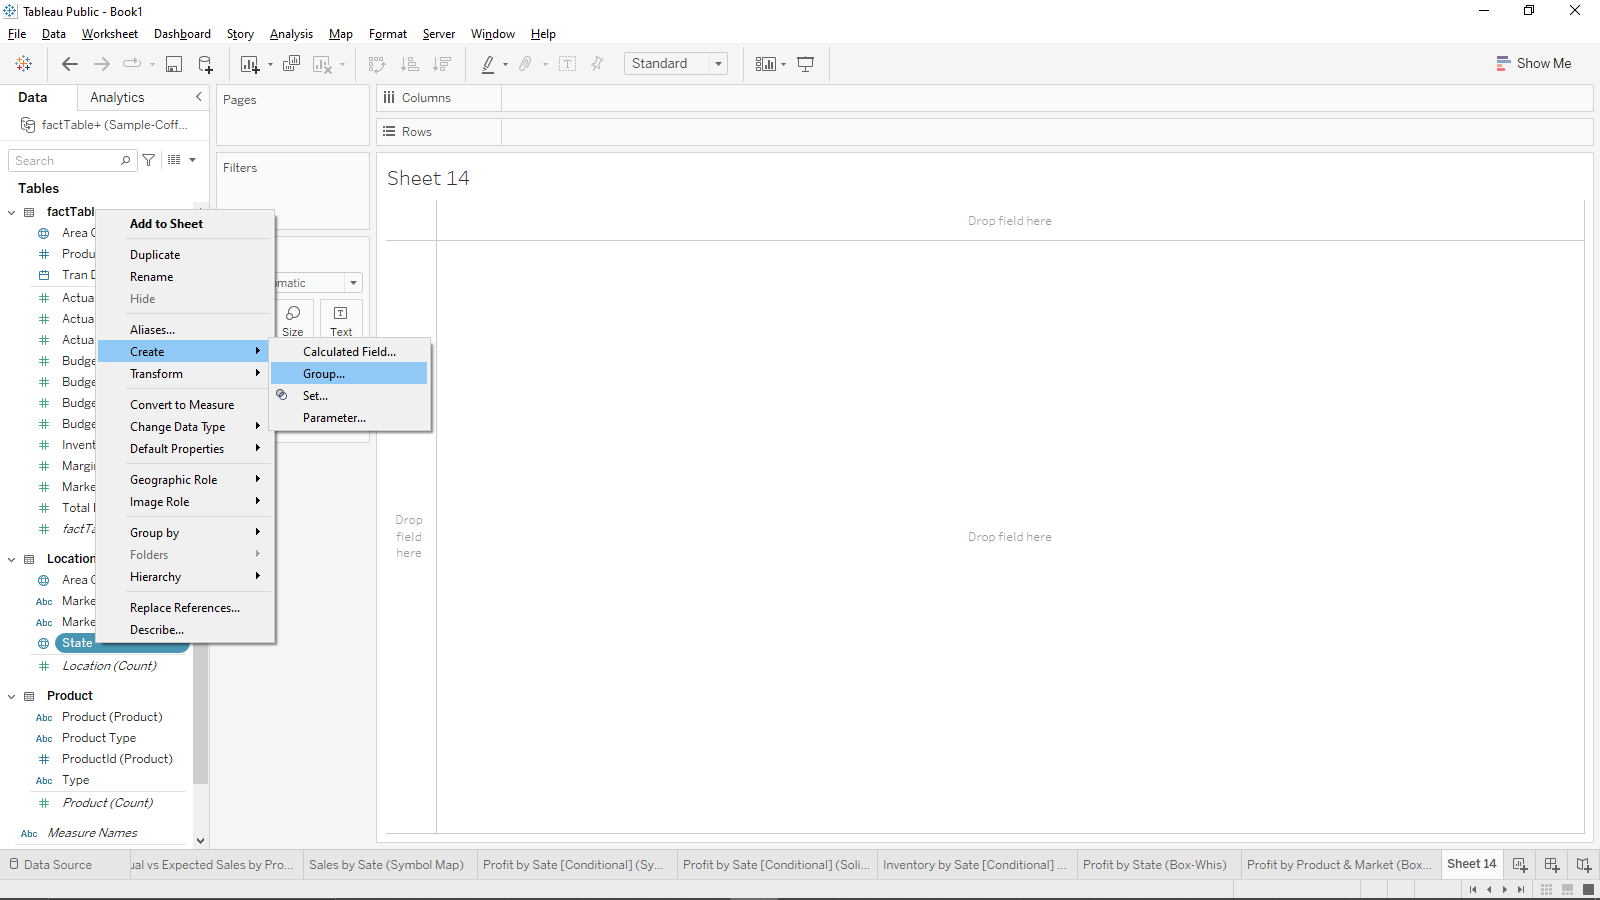 Tableau Public - Book1
File Data Worksheet Dashboard Story Analysis Map Format Server Window Help
Standard
Show Me
Data Analytics
factTable+ (Sample-Coff...
Search
Tables
factTabl
Area C
Produ
Tran D
Actua
Actua
Actua
Budge
Budge
Budge
Budge
Invent
Margi
Marke
Total
factTa
Location
Area C
Marke
Marke
State
Location (Count)
Product
Abc Product (Product)
Abc Product Type
ProductId (Product)
Abc Type
Product (Count)
Abc Measure Names
Add to Sheet
Duplicate
Rename
Hide
Aliases...
Create
Transform
Convert to Measure
Change Data Type
Default Properties
Geographic Role
Image Role
Group by
Folders
Hierarchy
Replace References...
Describe...
Calculated Field...
Group...
Set...
Parameter...
Pages
Filters
omatic
Size Text
Columns
Rows
Sheet 14
Drop field here
Drop
field
here
Drop field here
Data Source
ual vs Expected Sales by Pro...
Sales by Sate (Symbol Map)
Profit by Sate [Conditional] (Sy...
Profit by Sate [Conditional] (Soli...
Inventory by Sate [Conditional] ...
Profit by State (Box-Whis)
Profit by Product & Market (Box...
Sheet 14